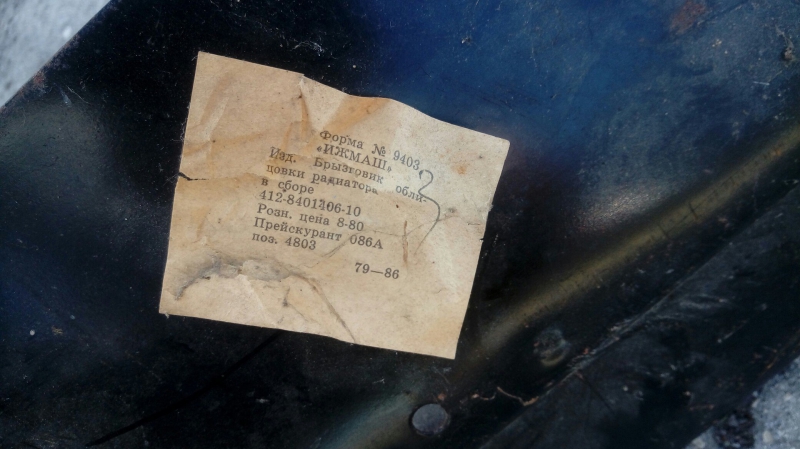 Форма № 9403
«ИЖМАШ»
Изд. Брызговик обли-
цовки радиатора
в сборе
412-8401406-10
Розн. цена 8-80
Прейскурант 086А
поз. 4803
79—86